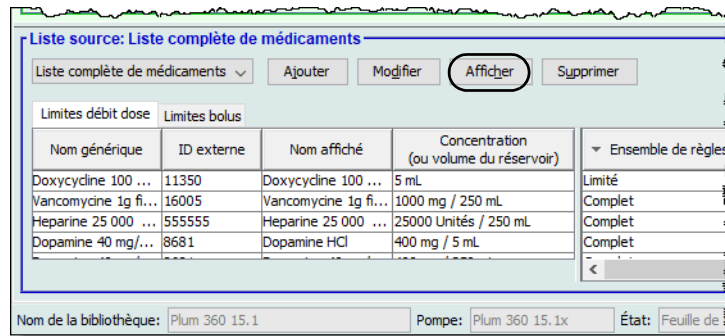 Liste source: Liste complète de médicaments
Liste complète de médicaments Ajouter Modifier Afficher Supprimer
Limites débit dose Limites bolus
Nom générique ID externe Nom affiché Concentration (ou volume du réservoir) Ensemble de règles
Doxycycline 100 ... 11350 Doxycycline 100 ... 5 mL Limité
Vancomycine 1g fi... 16005 Vancomycine 1g fi... 1000 mg / 250 mL Complet
Heparine 25 000 ... 555555 Heparine 25 000 ... 25000 Unités / 250 mL Complet
Dopamine 40 mg/... 8681 Dopamine HCl 400 mg / 5 mL Complet
Nom de la bibliothèque: Plum 360 15.1 Pompe: Plum 360 15.1x État: Feuille de